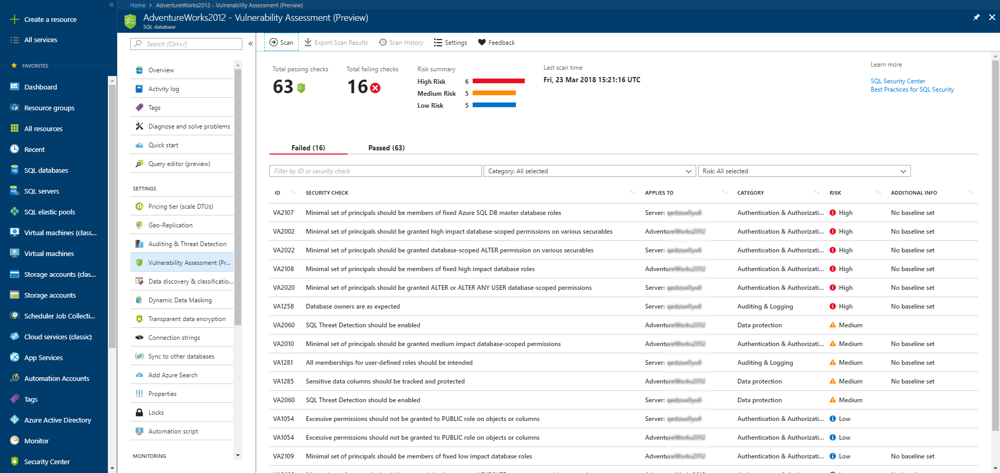 Home > AdventureWorks2012 - Vulnerability Assessment (Preview)
AdventureWorks2012 - Vulnerability Assessment (Preview)
SQL database
Create a resource
All services
FAVORITES
Dashboard
Resource groups
All resources
Recent
SQL databases
SQL servers
SQL elastic pools
Virtual machines (class...
Virtual machines
Storage accounts (clas...
Storage accounts
Scheduler Job Collecti...
Cloud services (classic)
App Services
Automation Accounts
Tags
Azure Active Directory
Monitor
Security Center
Search (Ctrl+/)
Overview
Activity log
Tags
Diagnose and solve problems
Quick start
Query editor (preview)
SETTINGS
Pricing tier (scale DTUs)
Geo-Replication
Auditing & Threat Detection
Vulnerability Assessment (Pr...
Data discovery & classificatio...
Dynamic Data Masking
Transparent data encryption
Connection strings
Sync to other databases
Add Azure Search
Properties
Locks
Automation script
MONITORING
Scan Export Scan Results Scan History Settings Feedback
Total passing checks
63
Total failing checks
16
Risk summary
High Risk 6
Medium Risk 5
Low Risk 5
Last scan time
Fri, 23 Mar 2018 15:21:16 UTC
Learn more
SQL Security Center
Best Practices for SQL Security
Failed (16) Passed (63)
Filter by ID or security check Category: All selected Risk: All selected
ID SECURITY CHECK APPLIES TO CATEGORY RISK ADDITIONAL INFO
VA2107 Minimal set of principals should be members of fixed Azure SQL DB master database roles Server: Authentication & Authorizati... High No baseline set
VA2002 Minimal set of principals should be granted high impact database-scoped permissions on various securables AdventureWorks2012 Authentication & Authorizati... High No baseline set
VA2022 Minimal set of principals should be granted database-scoped ALTER permission on various securables Server: Authentication & Authorizati... High No baseline set
VA2108 Minimal set of principals should be members of fixed high impact database roles AdventureWorks2012 Authentication & Authorizati... High No baseline set
VA2020 Minimal set of principals should be granted ALTER or ALTER ANY USER database-scoped permissions Server: Authentication & Authorizati... High No baseline set
VA1258 Database owners are as expected Server: Auditing & Logging High No baseline set
VA2060 SQL Threat Detection should be enabled AdventureWorks2012 Data protection Medium
VA2010 Minimal set of principals should be granted medium impact database-scoped permissions AdventureWorks2012 Authentication & Authorizati... Medium No baseline set
VA1281 All memberships for user-defined roles should be intended Server: Auditing & Logging Medium No baseline set
VA1285 Sensitive data columns should be tracked and protected AdventureWorks2012 Data protection Medium No baseline set
VA2060 SQL Threat Detection should be enabled Server: Data protection Medium
VA1054 Excessive permissions should not be granted to PUBLIC role on objects or columns Server: Authentication & Authorizati... Low
VA1054 Excessive permissions should not be granted to PUBLIC role on objects or columns AdventureWorks2012 Authentication & Authorizati... Low
VA2109 Minimal set of principals should be members of fixed low impact database roles AdventureWorks2012 Authentication & Authorizati... Low No baseline set